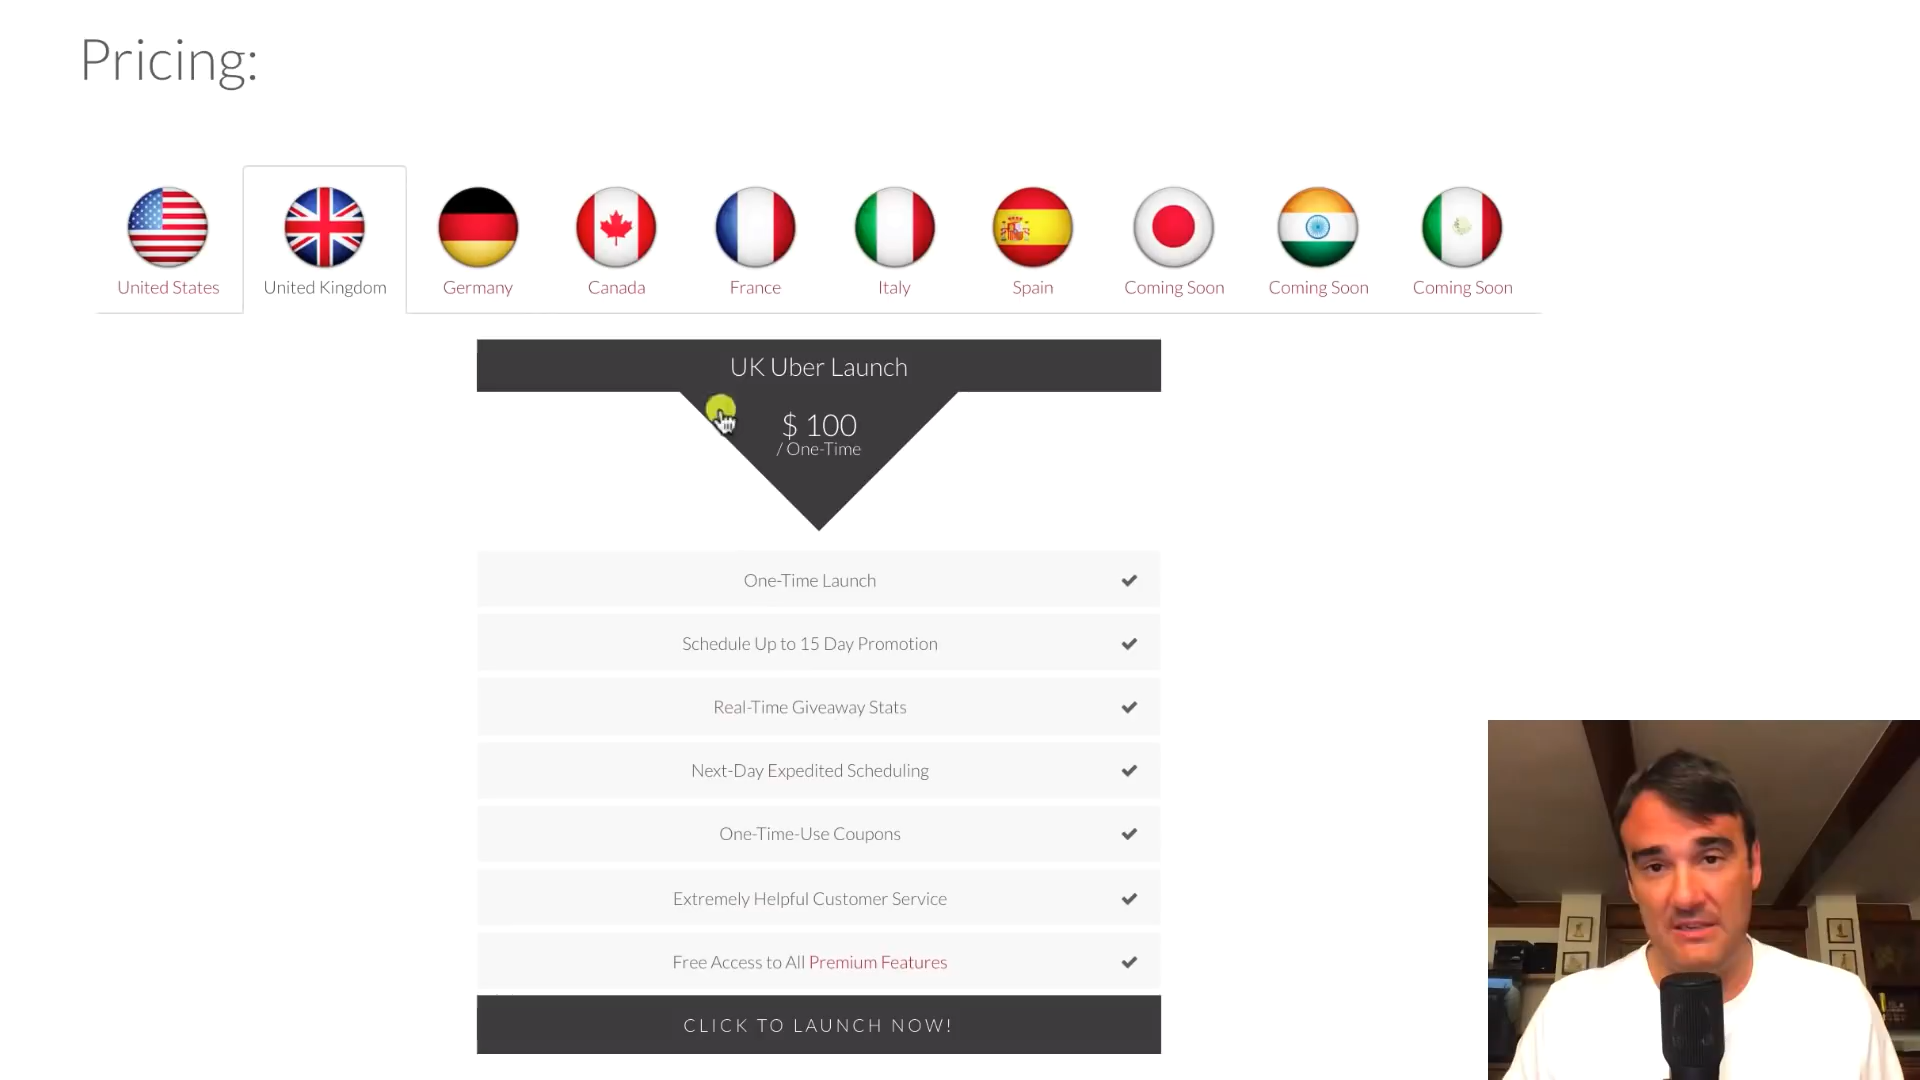 Pricing:
United States
United Kingdom
Germany
Canada
France
Italy
Spain
Coming Soon
Coming Soon
Coming Soon
UK Uber Launch
$ 100
/ One-Time
One-Time Launch
Schedule Up to 15 Day Promotion
Real-Time Giveaway Stats
Next-Day Expedited Scheduling
One-Time-Use Coupons
Extremely Helpful Customer Service
Free Access to All Premium Features
CLICK TO LAUNCH NOW!